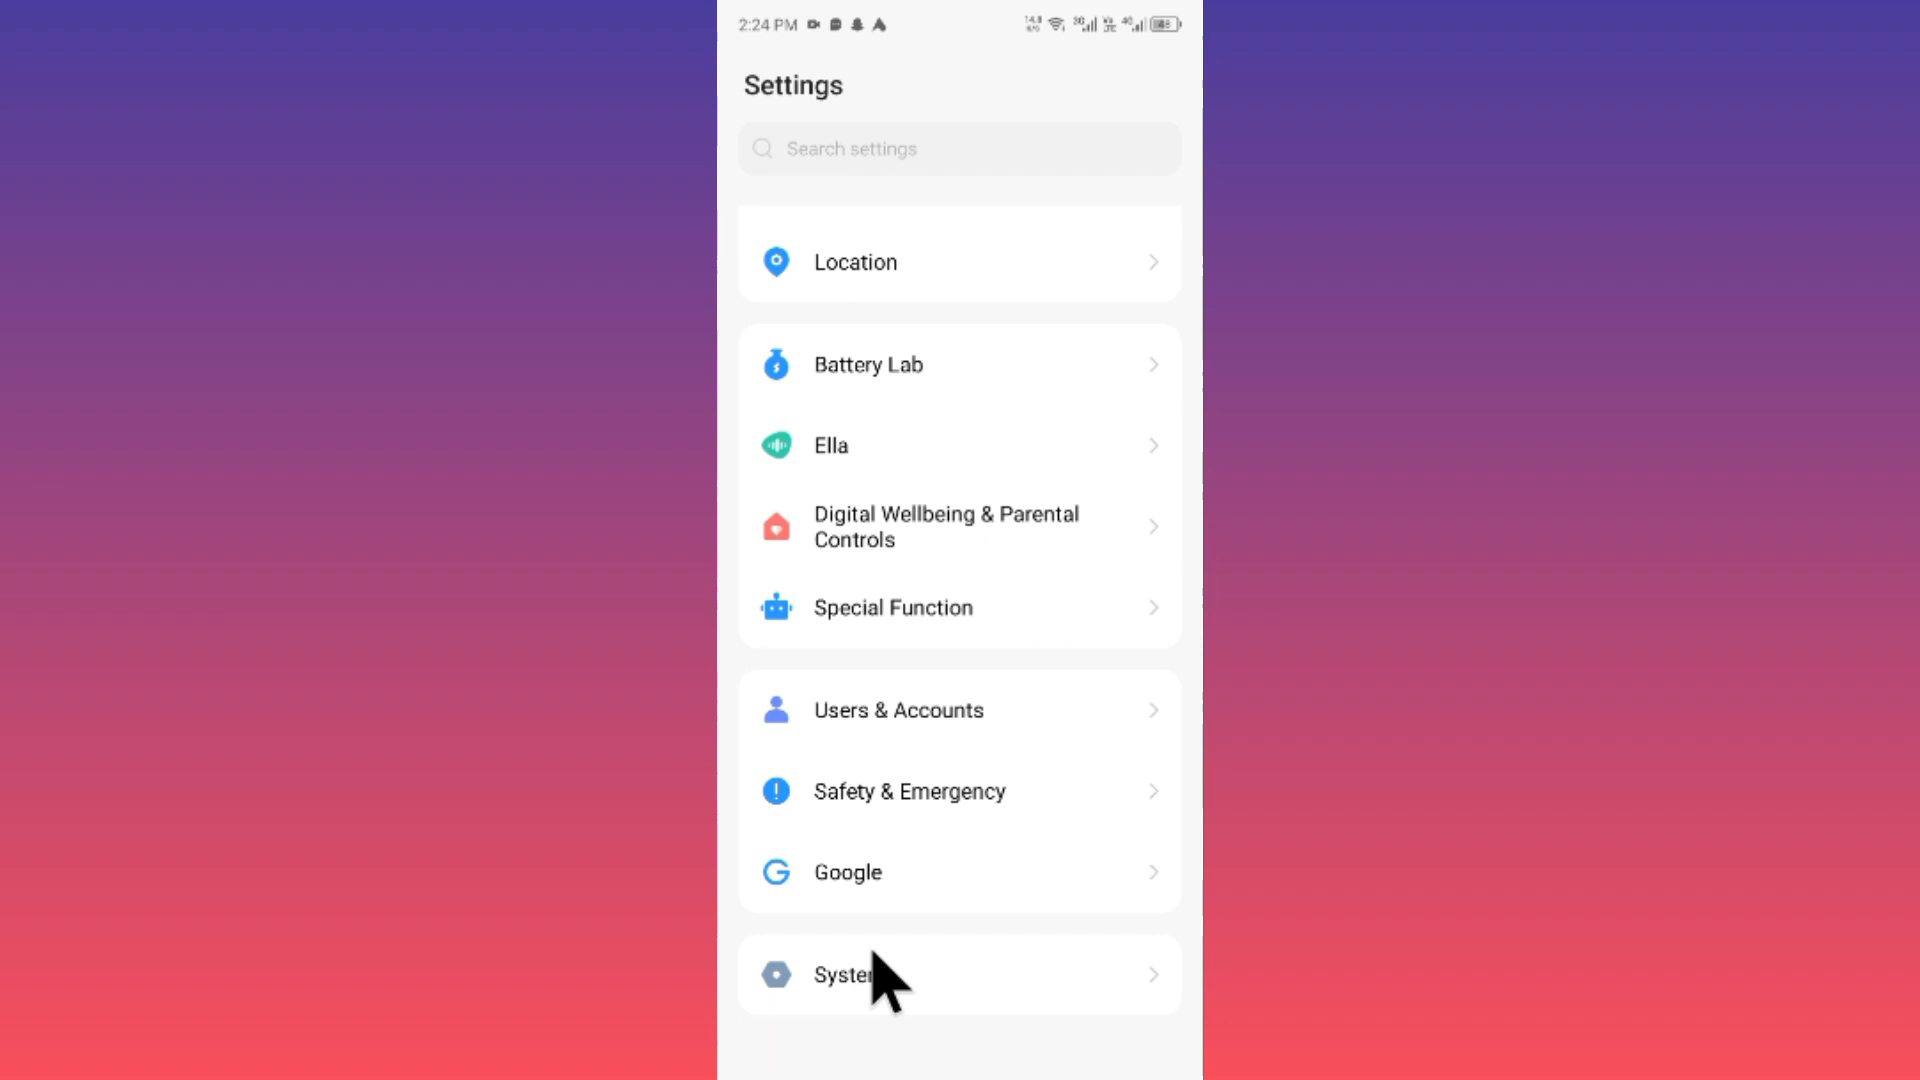 2:24 PM
Settings
Search settings
Location
Battery Lab
Ella
Digital Wellbeing & Parental
Controls
Special Function
Users & Accounts
Safety & Emergency
Google